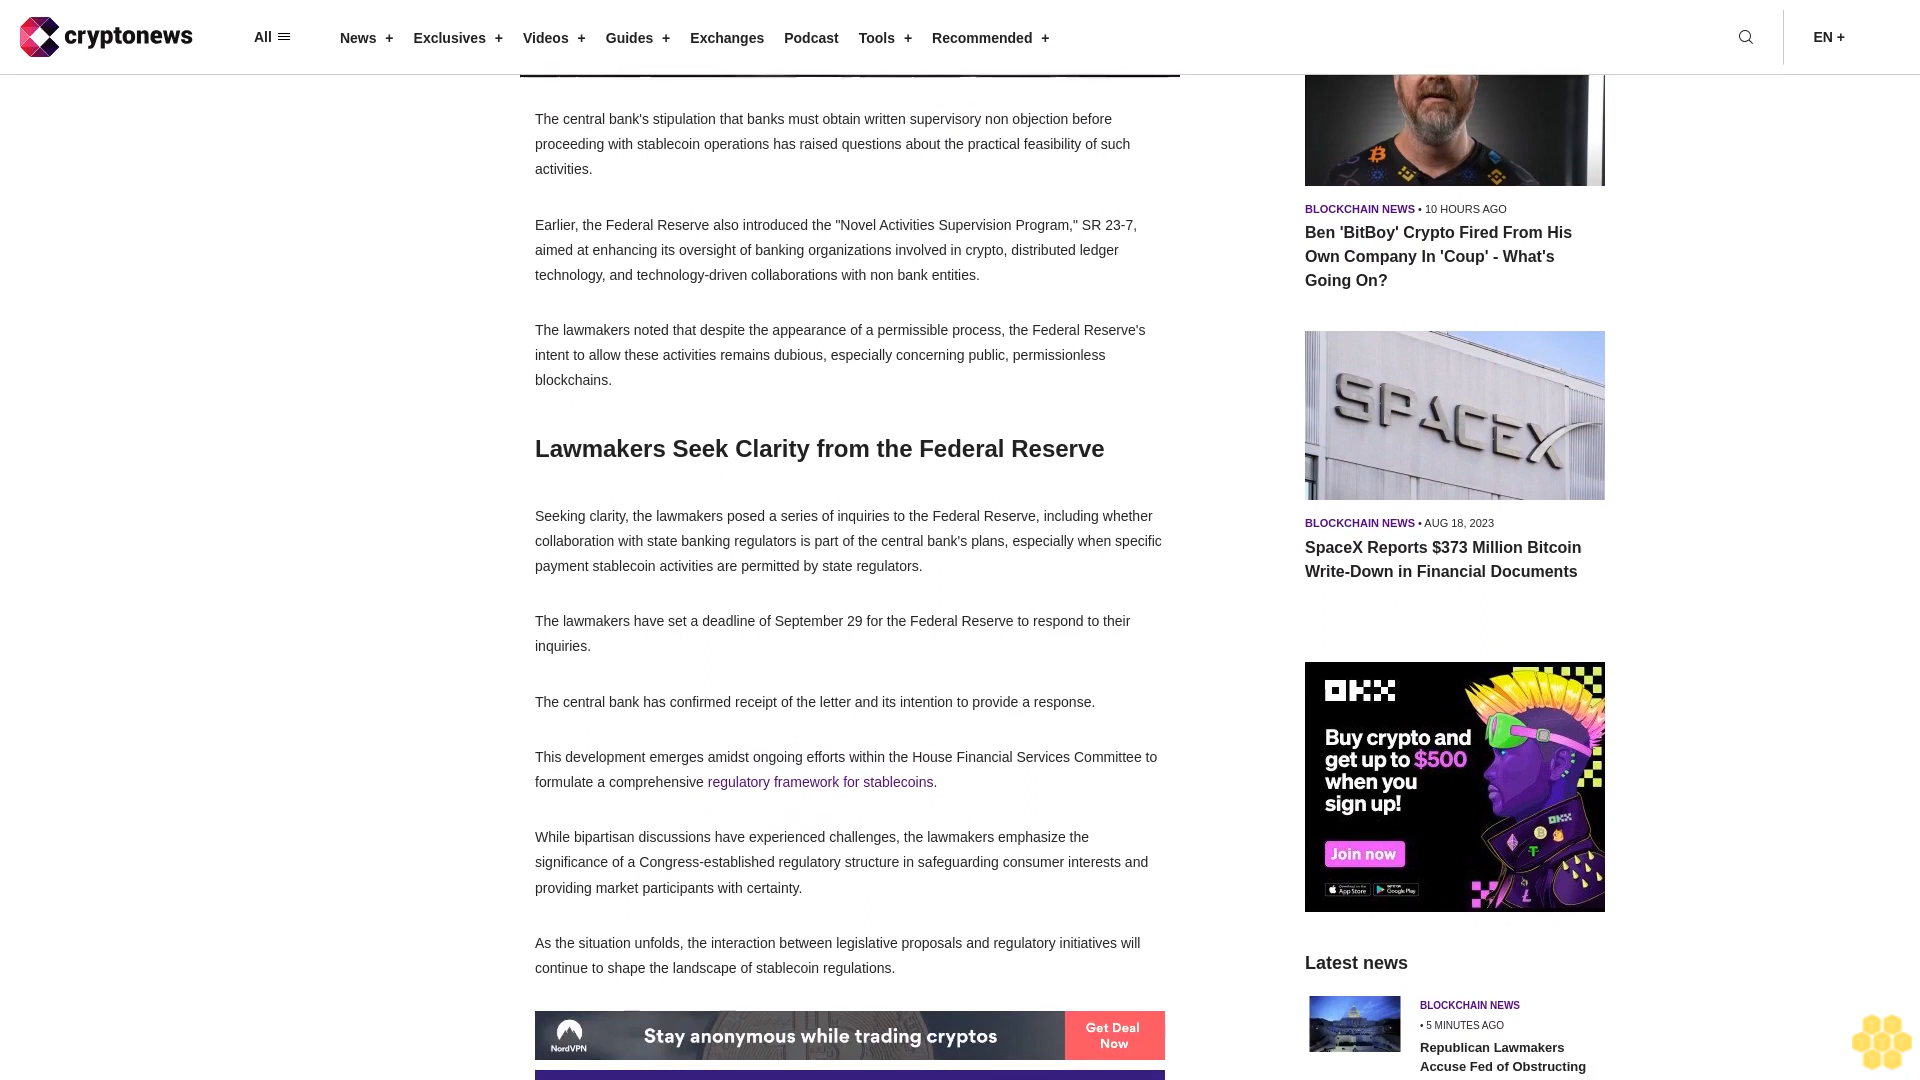 cryptonews
All
News +
Exclusives +
Videos +
Guides +
Exchanges
Podcast
Tools +
Recommended +
EN +
The central bank's stipulation that banks must obtain written supervisory non objection before
proceeding with stablecoin operations has raised questions about the practical feasibility of such
activities.
Earlier, the Federal Reserve also introduced the "Novel Activities Supervision Program," SR 23-7,
aimed at enhancing its oversight of banking organizations involved in crypto, distributed ledger
technology, and technology-driven collaborations with non bank entities.
The lawmakers noted that despite the appearance of a permissible process, the Federal Reserve's
intent to allow these activities remains dubious, especially concerning public, permissionless
blockchains.
Lawmakers Seek Clarity from the Federal Reserve
Seeking clarity, the lawmakers posed a series of inquiries to the Federal Reserve, including whether
collaboration with state banking regulators is part of the central bank's plans, especially when specific
payment stablecoin activities are permitted by state regulators.
The lawmakers have set a deadline of September 29 for the Federal Reserve to respond to their
inquiries.
The central bank has confirmed receipt of the letter and its intention to provide a response.
This development emerges amidst ongoing efforts within the House Financial Services Committee to
formulate a comprehensive regulatory framework for stablecoins.
While bipartisan discussions have experienced challenges, the lawmakers emphasize the
significance of a Congress-established regulatory structure in safeguarding consumer interests and
providing market participants with certainty.
As the situation unfolds, the interaction between legislative proposals and regulatory initiatives will
continue to shape the landscape of stablecoin regulations.
NordVPN
Stay anonymous while trading cryptos
Get Deal
Now
BLOCKCHAIN NEWS • 10 HOURS AGO
Ben 'BitBoy' Crypto Fired From His
Own Company In 'Coup' - What's
Going On?
SPACEX
BLOCKCHAIN NEWS • AUG 18, 2023
SpaceX Reports $373 Million Bitcoin
Write-Down in Financial Documents
OKX
Buy crypto and
get up to $500
when you
sign up!
OKX
Join now
App Store
Google Play
Latest news
BLOCKCHAIN NEWS
• 5 MINUTES AGO
Republican Lawmakers
Accuse Fed of Obstructing